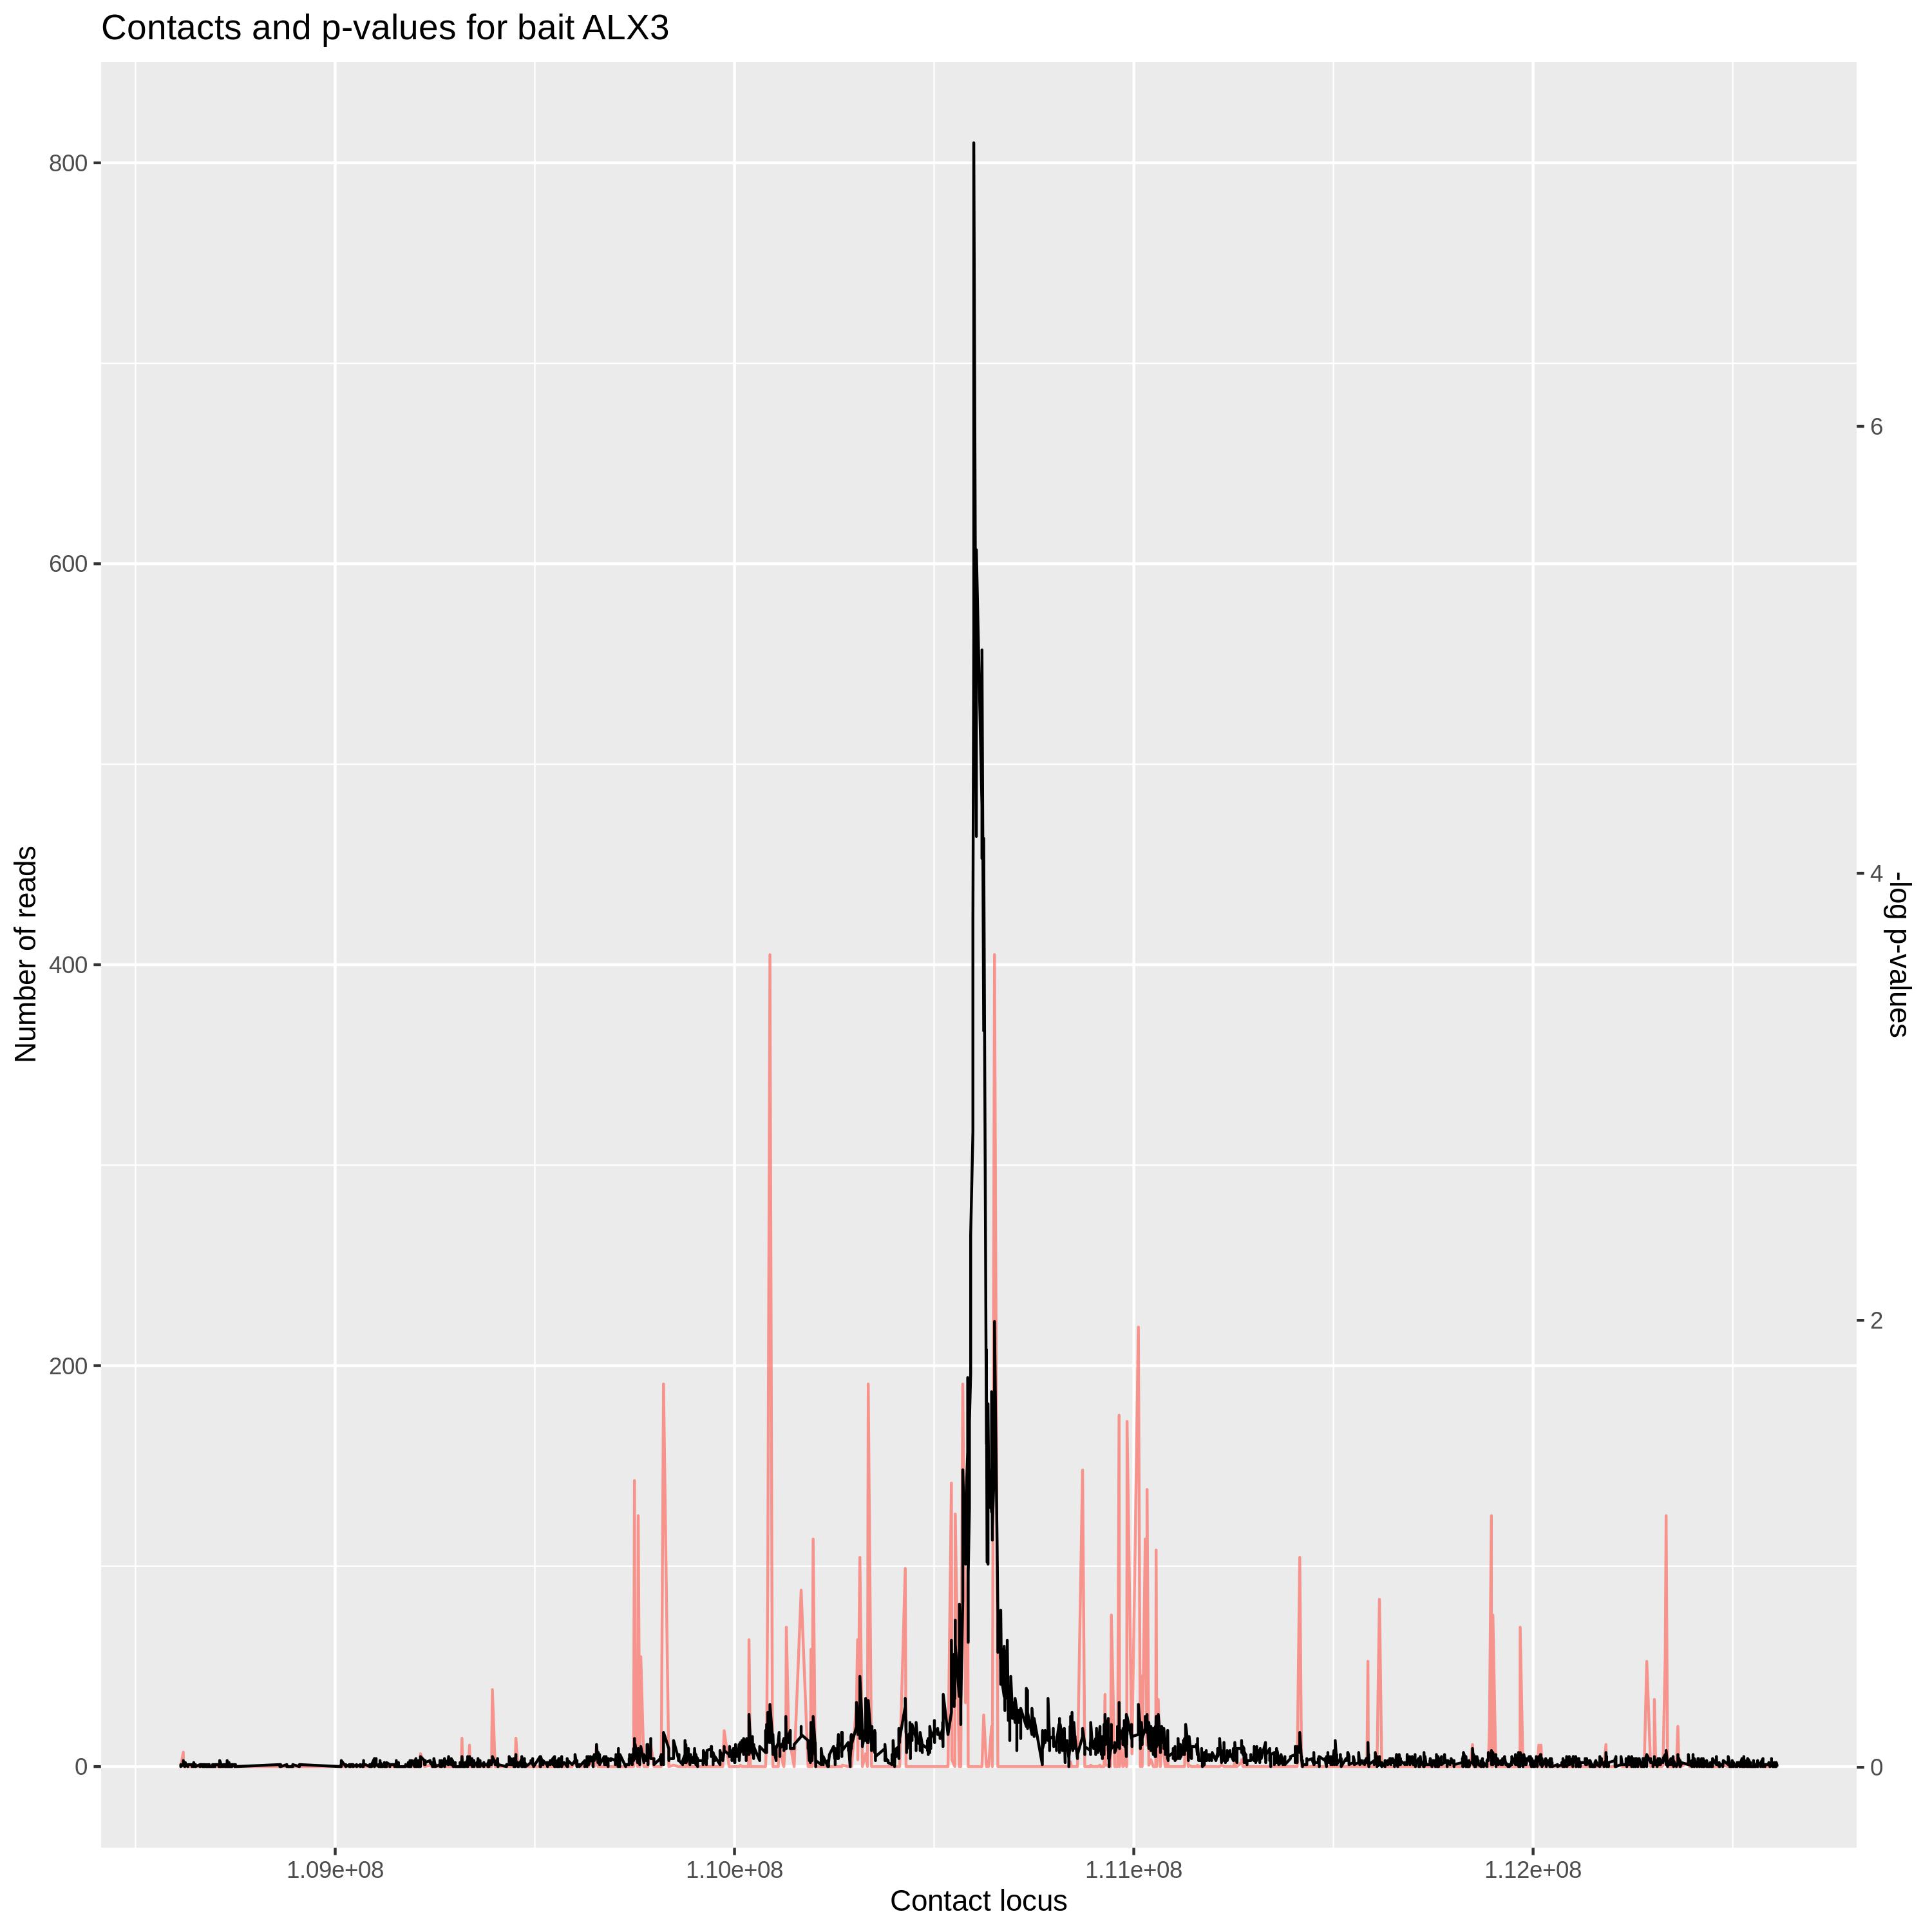 Contacts and p-values for bait ALX3
800
600
400
200
0
Number of reads
6
4
2
0
-log p-values
1.09e+08
1.10e+08
1.11e+08
1.12e+08
Contact locus